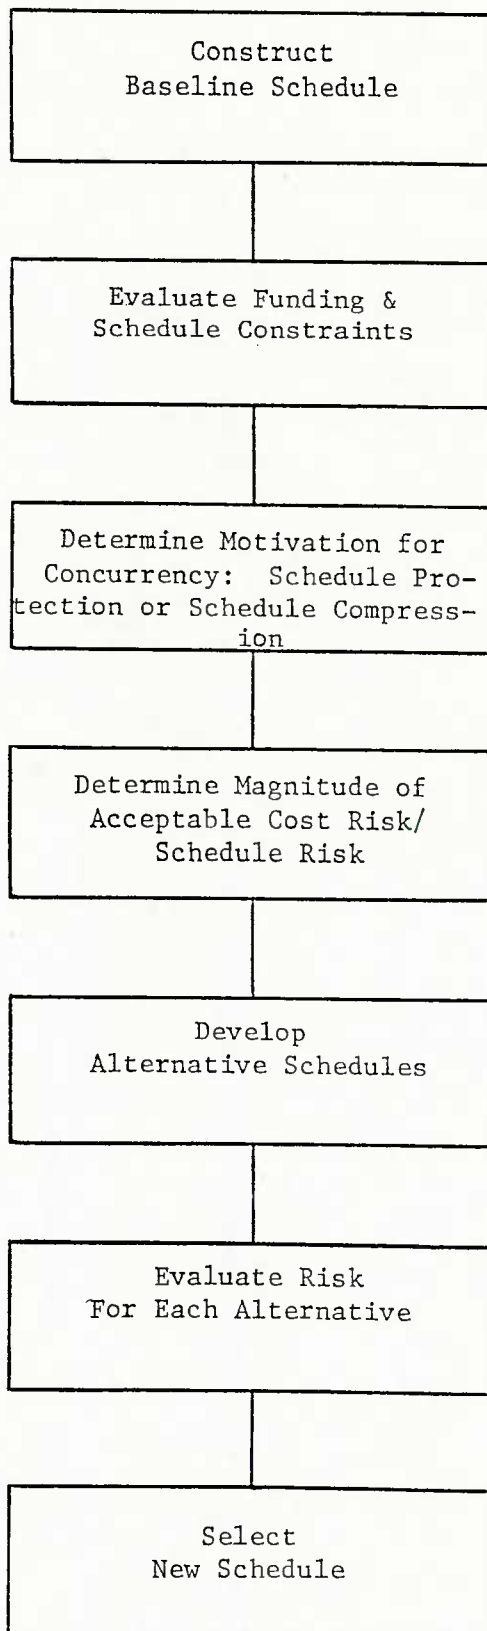 Construct
Baseline Schedule
Evaluate Funding &
Schedule Constraints
Determine Motivation for
Concurrency: Schedule Pro-
tection or Schedule Compress-
ion
Determine Magnitude of
Acceptable Cost Risk/
Schedule Risk
Develop
Alternative Schedules
Evaluate Risk
For Each Alternative
Select
New Schedule